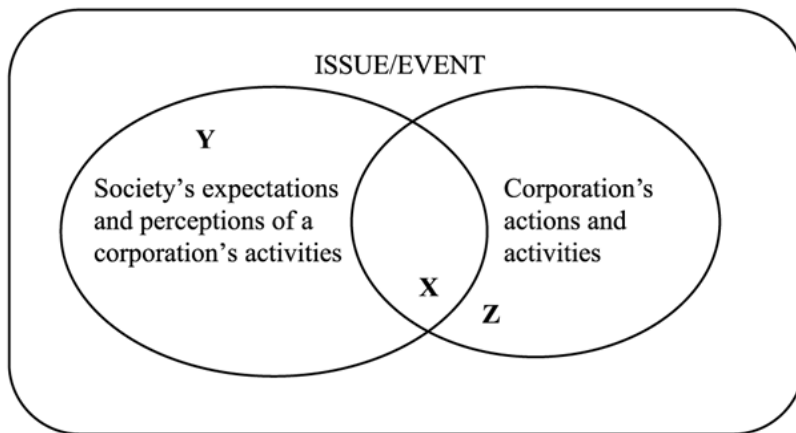 ISSUE/EVENT
Y
Society’s expectations
and perceptions of a
corporation’s activities
Corporation’s
actions and
activities
X
Z